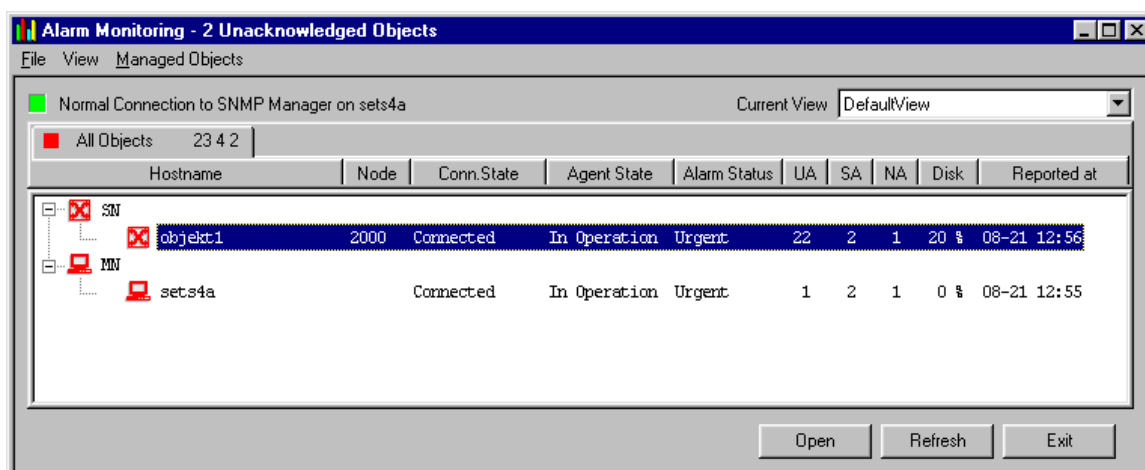 Alarm Monitoring - 2 Unacknowledged Objects
File View Managed Objects
Normal Connection to SNMP Manager on sets4a Current View DefaultView
All Objects 23 4 2
Hostname Node Conn.State Agent State Alarm Status UA SA NA Disk Reported at
SN
objekt1 2000 Connected In Operation Urgent 22 2 1 20 % 08-21 12:56
MN
sets4a Connected In Operation Urgent 1 2 1 0 % 08-21 12:55
Open Refresh Exit